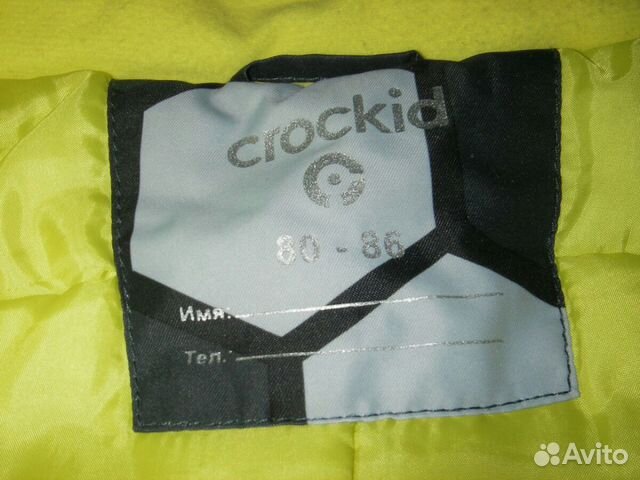 crockid
80 - 86
Имя:
Тел.:
Avito